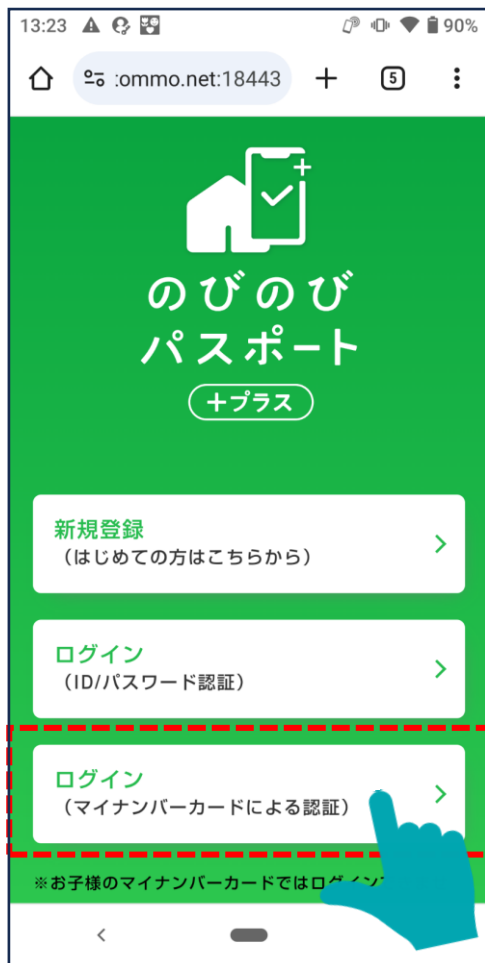 13:23 90%
:ommo.net:18443 5
のびのび
パスポート
+プラス
新規登録
（はじめての方はこちらから）
ログイン
（ID/パスワード認証）
ログイン
（マイナンバーカードによる認証）
※お子様のマイナンバーカードではログイン